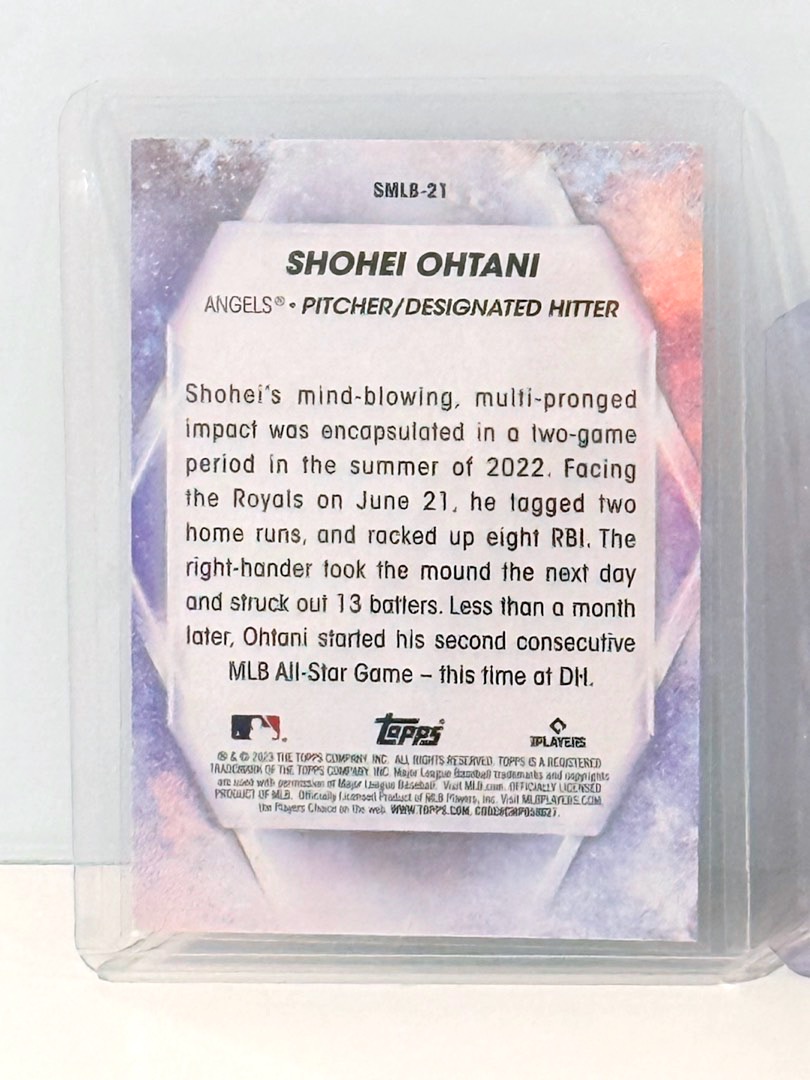 SMLB-21
SHOHEI OHTANI
ANGELS® • PITCHER/DESIGNATED HITTER
Shohei's mind-blowing, multi-pronged
impact was encapsulated in a two-game
period in the summer of 2022. Facing
the Royals on June 21, he tagged two
home runs, and racked up eight RBI. The
right-hander took the mound the next day
and struck out 13 batters. Less than a month
later, Ohtani started his second consecutive
MLB All-Star Game – this time at DH.
Topps® PLAYERS
® & © 2023 THE TOPPS COMPANY, INC. ALL RIGHTS RESERVED. TOPPS IS A REGISTERED
TRADEMARK OF THE TOPPS COMPANY, INC. Major League Baseball trademarks and copyrights
are used with permission of Major League Baseball. Visit MLB.com. OFFICIALLY LICENSED
PRODUCT OF MLB. Officially Licensed Product of MLB Players, Inc. Visit MLBPLAYERS.COM,
the Players Choice on the web. WWW.TOPPS.COM.